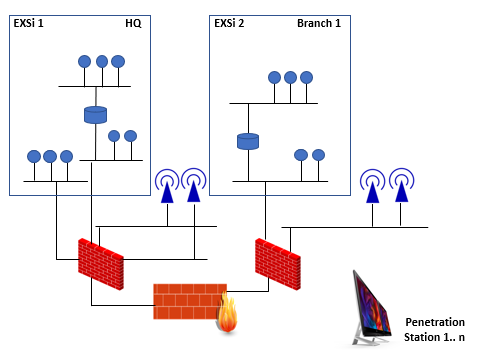 EXSi 1 HQ
EXSi 2 Branch 1
Penetration
Station 1.. n